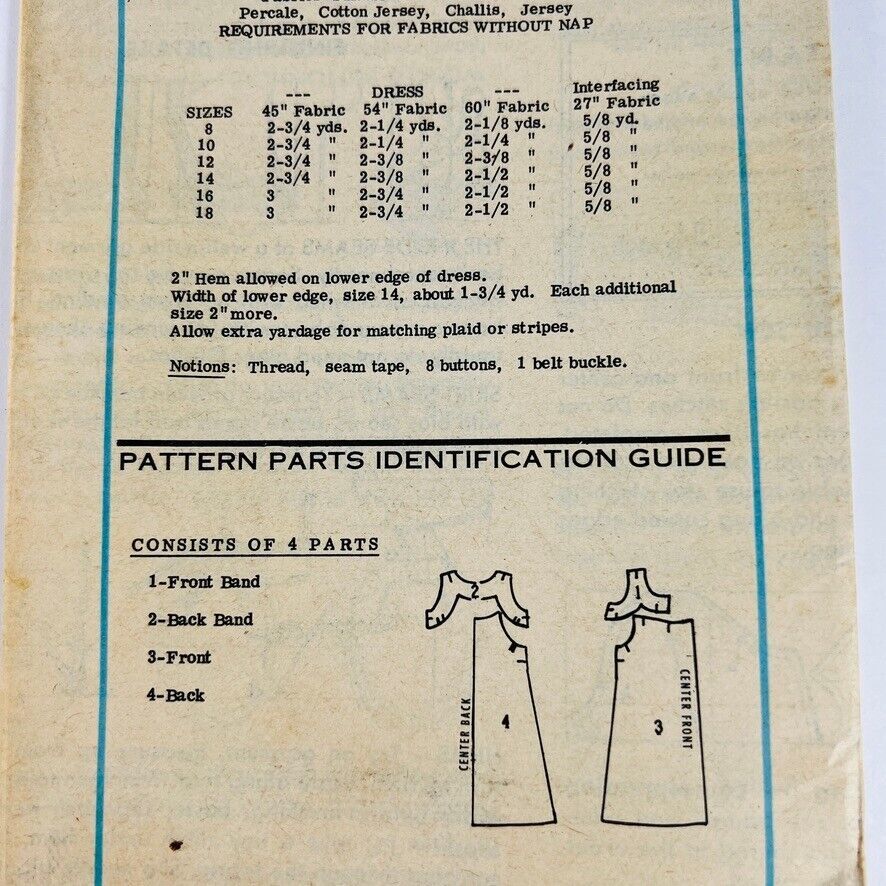 Percale, Cotton Jersey, Challis, Jersey
REQUIREMENTS FOR FABRICS WITHOUT NAP
--- DRESS --- Interfacing
SIZES 45" Fabric 54" Fabric 60" Fabric 27" Fabric
8 2-3/4 yds. 2-1/4 yds. 2-1/8 yds. 5/8 yd.
10 2-3/4 " 2-1/4 " 2-1/4 " 5/8 "
12 2-3/4 " 2-3/8 " 2-3/8 " 5/8 "
14 2-3/4 " 2-3/8 " 2-1/2 " 5/8 "
16 3 " 2-3/4 " 2-1/2 " 5/8 "
18 3 " 2-3/4 " 2-1/2 " 5/8 "
2" Hem allowed on lower edge of dress.
Width of lower edge, size 14, about 1-3/4 yd. Each additional
size 2" more.
Allow extra yardage for matching plaid or stripes.
Notions: Thread, seam tape, 8 buttons, 1 belt buckle.
PATTERN PARTS IDENTIFICATION GUIDE
CONSISTS OF 4 PARTS
1-Front Band
2-Back Band
3-Front
4-Back
2
1
CENTER BACK
4
3
CENTER FRONT